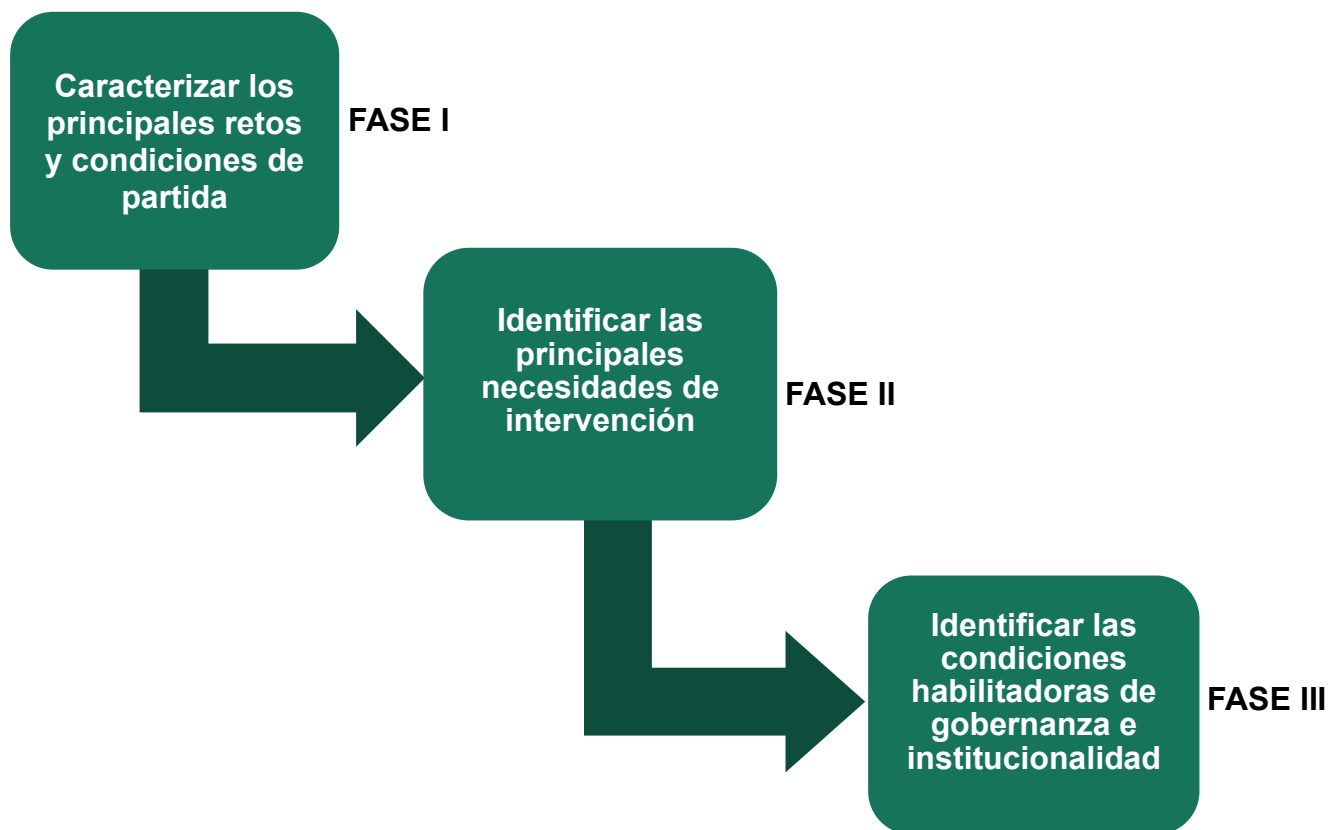 Caracterizar los
principales retos
y condiciones de
partida
FASE I
Identificar las
principales
necesidades de
intervención
FASE II
Identificar las
condiciones
habilitadoras de
gobernanza e
institucionalidad
FASE III